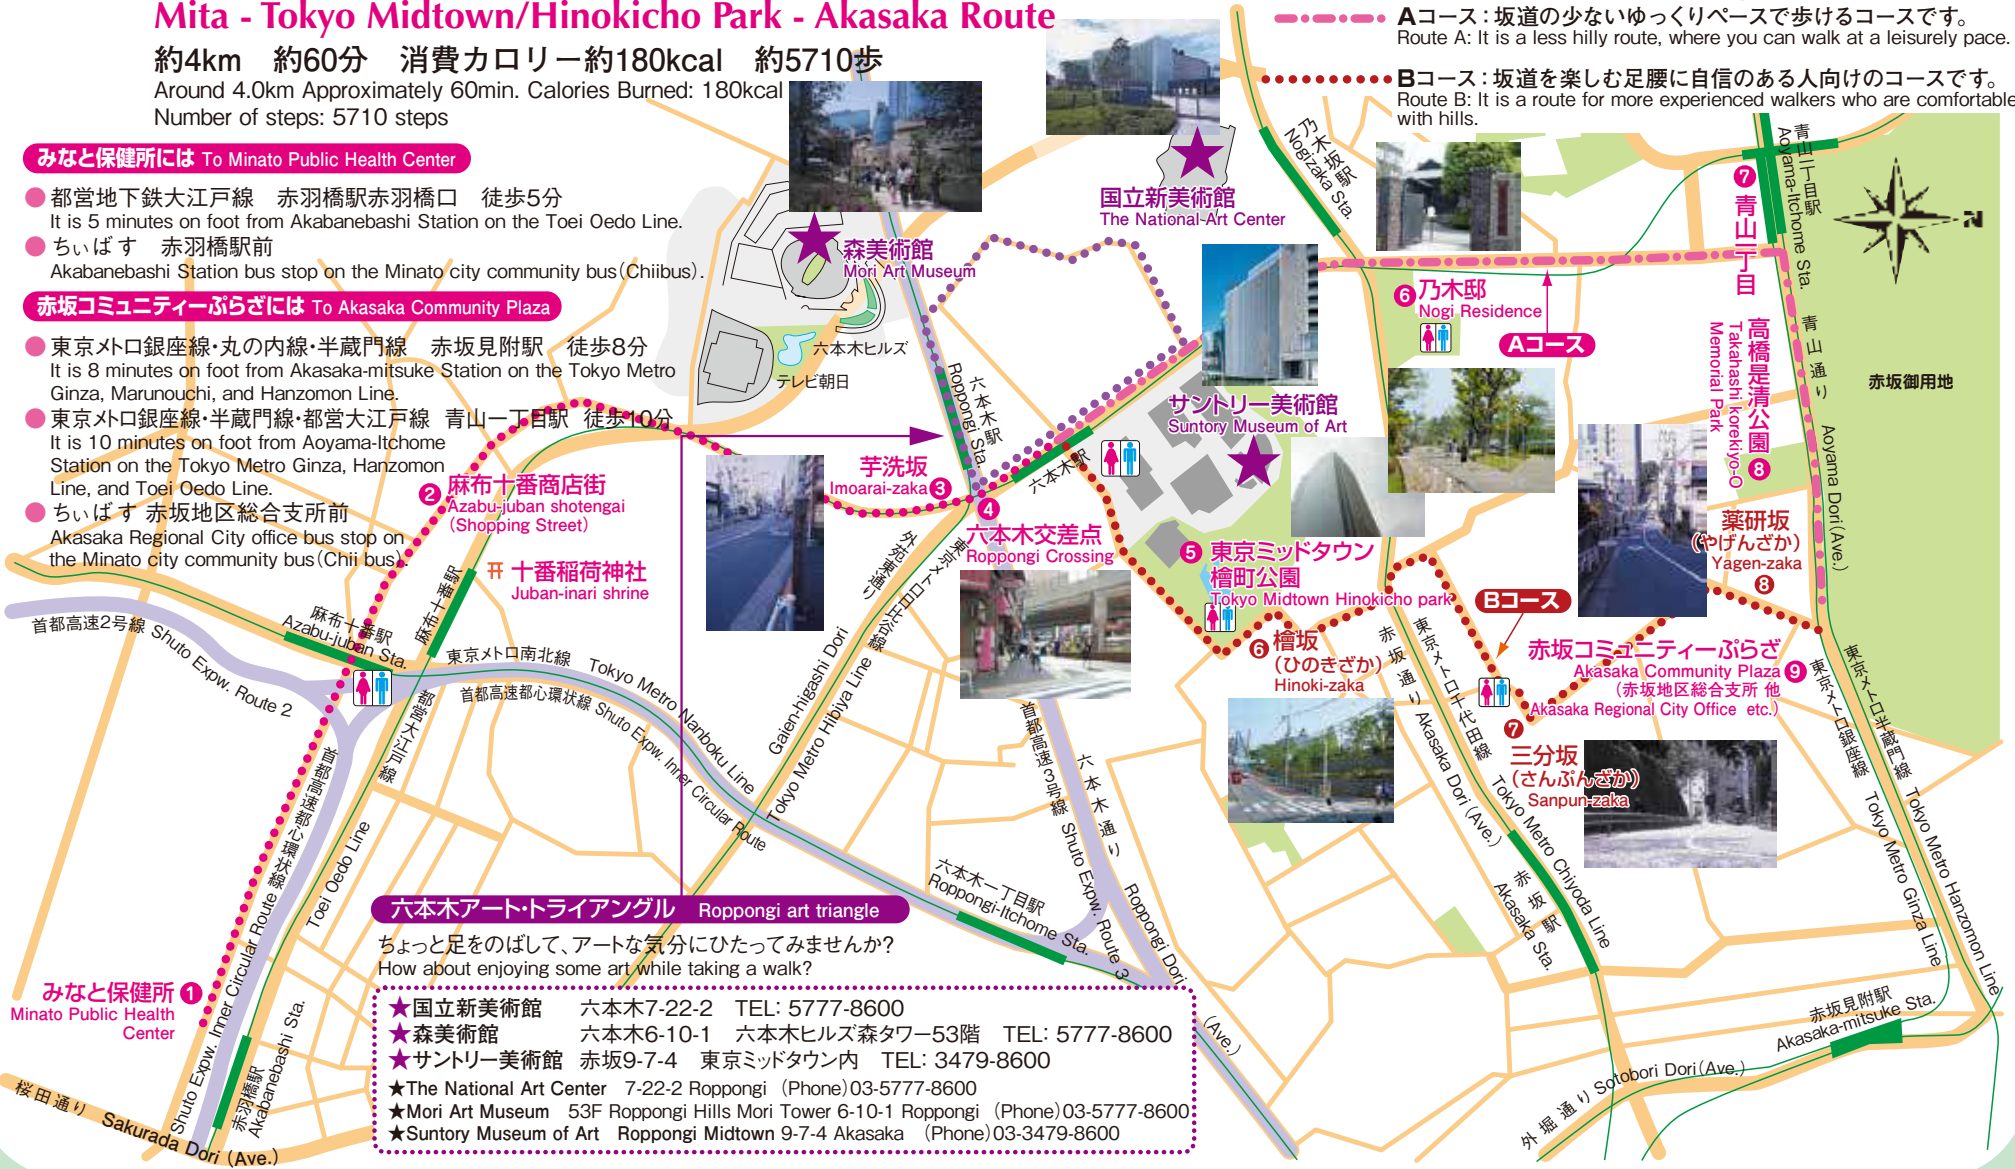 Mita - Tokyo Midtown/Hinokicho Park - Akasaka Route
約4km　約60分　消費カロリー約180kcal　約5710歩
Around 4.0km Approximately 60min. Calories Burned: 180kcal
Number of steps: 5710 steps
Aコース：坂道の少ないゆっくりペースで歩けるコースです。
Route A: It is a less hilly route, where you can walk at a leisurely pace.
Bコース：坂道を楽しむ足腰に自信のある人向けのコースです。
Route B: It is a route for more experienced walkers who are comfortable
with hills.
みなと保健所には To Minato Public Health Center
都営地下鉄大江戸線　赤羽橋駅赤羽橋口　徒歩5分
It is 5 minutes on foot from Akabanebashi Station on the Toei Oedo Line.
ちぃばす　赤羽橋駅前
Akabanebashi Station bus stop on the Minato city community bus(Chiibus).
赤坂コミュニティーぷらざには To Akasaka Community Plaza
東京メトロ銀座線・丸の内線・半蔵門線　赤坂見附駅　徒歩8分
It is 8 minutes on foot from Akasaka-mitsuke Station on the Tokyo Metro
Ginza, Marunouchi, and Hanzomon Line.
東京メトロ銀座線・半蔵門線・都営大江戸線　青山一丁目駅　徒歩10分
It is 10 minutes on foot from Aoyama-Itchome
Station on the Tokyo Metro Ginza, Hanzomon
Line, and Toei Oedo Line.
ちぃばす 赤坂地区総合支所前
Akasaka Regional City office bus stop on
the Minato city community bus(Chii bus).
国立新美術館
The National Art Center
森美術館
Mori Art Museum
六本木ヒルズ
テレビ朝日
六本木駅
Roppongi Sta.
乃木坂駅
Nogizaka Sta.
青山一丁目駅
Aoyama-Itchome Sta.
7 青山一丁目
N
6 乃木邸
Nogi Residence
Aコース
高橋是清公園 8
Takahashi korekiyo-O
Memorial Park
青山通り Aoyama Dori(Ave.)
赤坂御用地
サントリー美術館
Suntory Museum of Art
六本木駅
芋洗坂
Imoarai-zaka 3
4
六本木交差点
Roppongi Crossing
2 麻布十番商店街
Azabu-juban shotengai
(Shopping Street)
十番稲荷神社
Juban-inari shrine
5 東京ミッドタウン
檜町公園
Tokyo Midtown Hinokicho park
薬研坂
(やげんざか)
Yagen-zaka
8
Bコース
6 檜坂
(ひのきざか)
Hinoki-zaka
赤坂コミュニティーぷらざ
Akasaka Community Plaza 9
(赤坂地区総合支所 他
Akasaka Regional City Office etc.)
7
三分坂
(さんぷんざか)
Sanpun-zaka
首都高速2号線 Shuto Expw. Route 2
麻布十番駅
Azabu-juban Sta.
麻布十番駅
東京メトロ南北線 Tokyo Metro Nanboku Line
首都高速都心環状線 Shuto Expw. Inner Circular Route
都営大江戸線
Toei Oedo Line
首都高速都心環状線
Shuto Expw. Inner Circular Route
外苑東通り
Gaien-higashi Dori
東京メトロ日比谷線
Tokyo Metro Hibiya Line
首都高速3号線 Shuto Expw. Route 3
六本木通り Roppongi Dori (Ave.)
六本木一丁目駅
Roppongi-Itchome Sta.
赤坂通り Akasaka Dori (Ave.)
東京メトロ千代田線 Tokyo Metro Chiyoda Line
赤坂駅
Akasaka Sta.
東京メトロ銀座線 Tokyo Metro Ginza Line
東京メトロ半蔵門線 Tokyo Metro Hanzomon Line
赤坂見附駅
Akasaka-mitsuke Sta.
外堀通り Sotobori Dori(Ave.)
みなと保健所 1
Minato Public Health
Center
赤羽橋駅
Akabanebashi Sta.
桜田通り Sakurada Dori (Ave.)
六本木アート・トライアングル Roppongi art triangle
ちょっと足をのばして、アートな気分にひたってみませんか?
How about enjoying some art while taking a walk?
★国立新美術館　六本木7-22-2　TEL: 5777-8600
★森美術館　六本木6-10-1　六本木ヒルズ森タワー53階　TEL: 5777-8600
★サントリー美術館　赤坂9-7-4　東京ミッドタウン内　TEL: 3479-8600
★The National Art Center 7-22-2 Roppongi (Phone)03-5777-8600
★Mori Art Museum 53F Roppongi Hills Mori Tower 6-10-1 Roppongi (Phone)03-5777-8600
★Suntory Museum of Art Roppongi Midtown 9-7-4 Akasaka (Phone)03-3479-8600